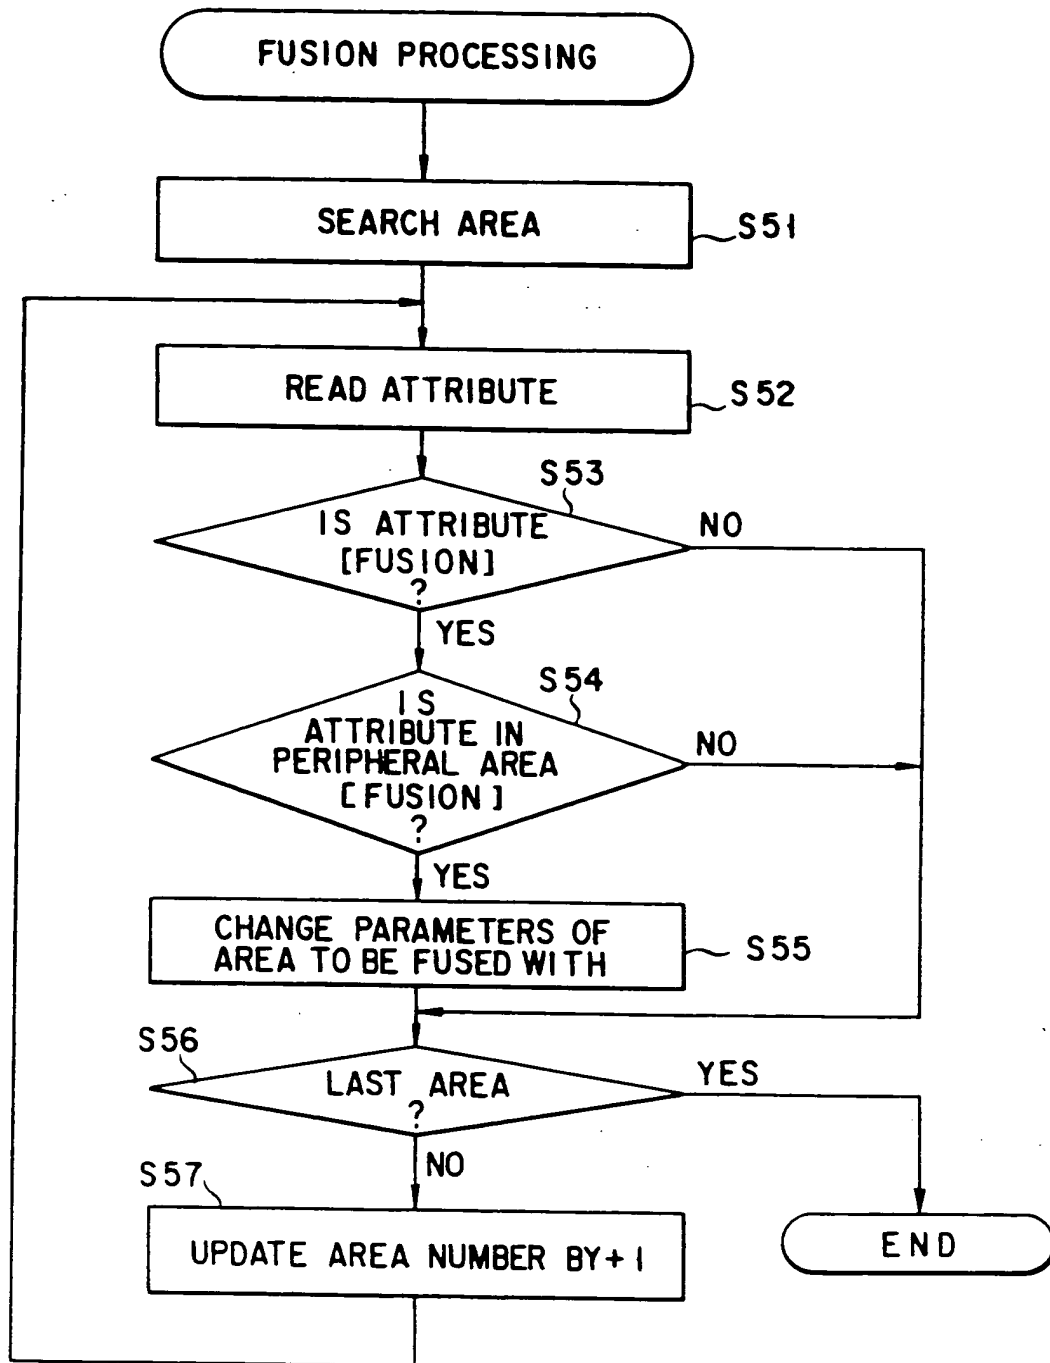 FUSION PROCESSING
SEARCH AREA
S51
READ ATTRIBUTE
S52
S53
IS ATTRIBUTE
[FUSION]
?
NO
YES
S54
IS
ATTRIBUTE IN
PERIPHERAL AREA
[FUSION]
?
NO
YES
CHANGE PARAMETERS OF
AREA TO BE FUSED WITH
S55
S56
LAST AREA
?
YES
NO
S57
UPDATE AREA NUMBER BY+1
END